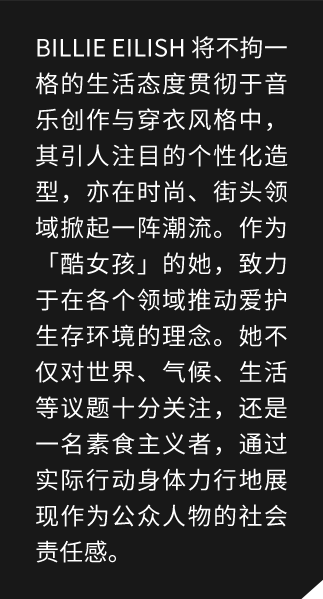 BILLIE EILISH 将不拘一
格的生活态度贯彻于音
乐创作与穿衣风格中，
其引人注目的个性化造
型，亦在时尚、街头领
域掀起一阵潮流。作为
「酷女孩」的她，致力
于在各个领域推动爱护
生存环境的理念。她不
仅对世界、气候、生活
等议题十分关注，还是
一名素食主义者，通过
实际行动身体力行地展
现作为公众人物的社会
责任感。